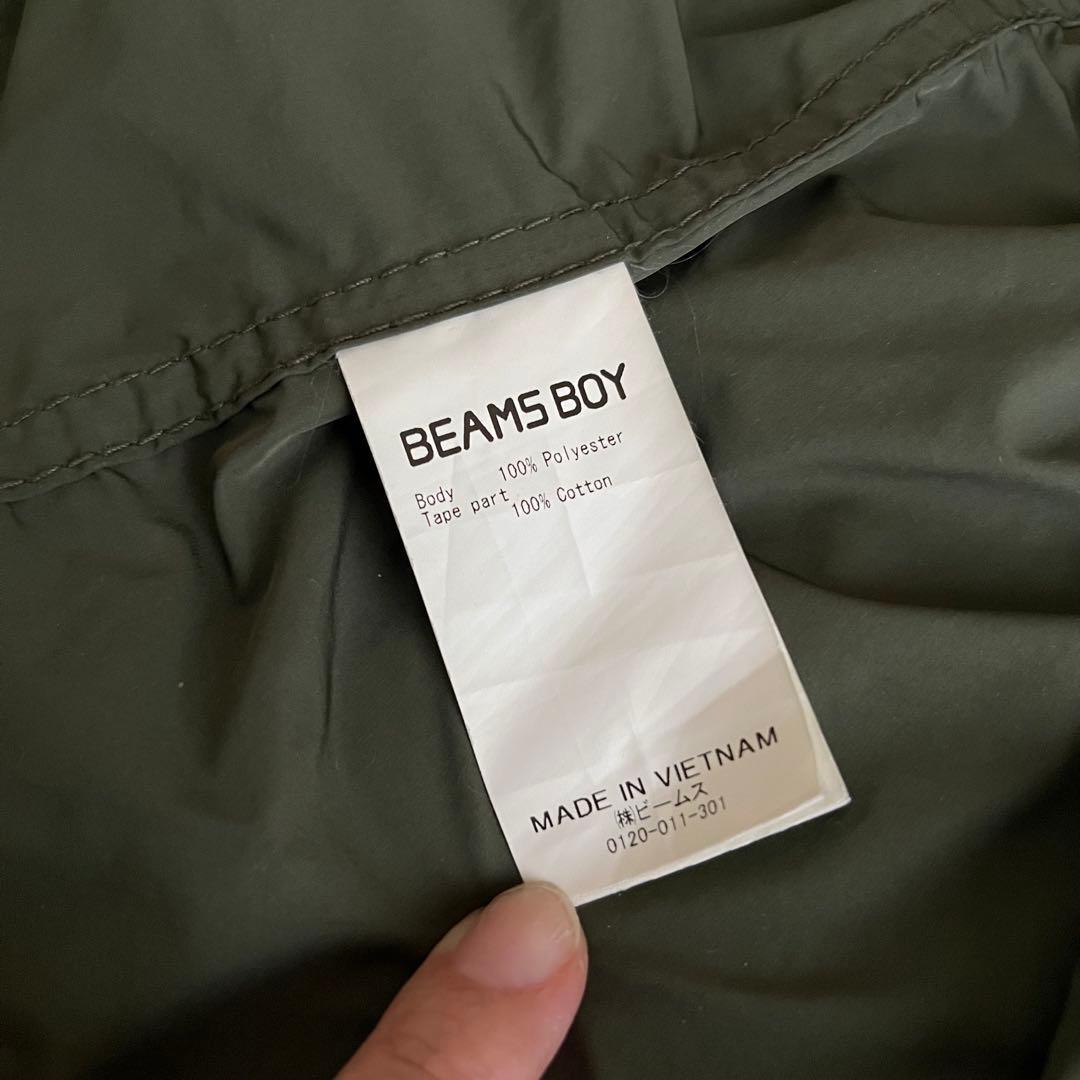 BEAMS BOY
Body 100% Polyester
Tape part 100% Cotton
MADE IN VIETNAM
㈱ビームス
0120-011-301